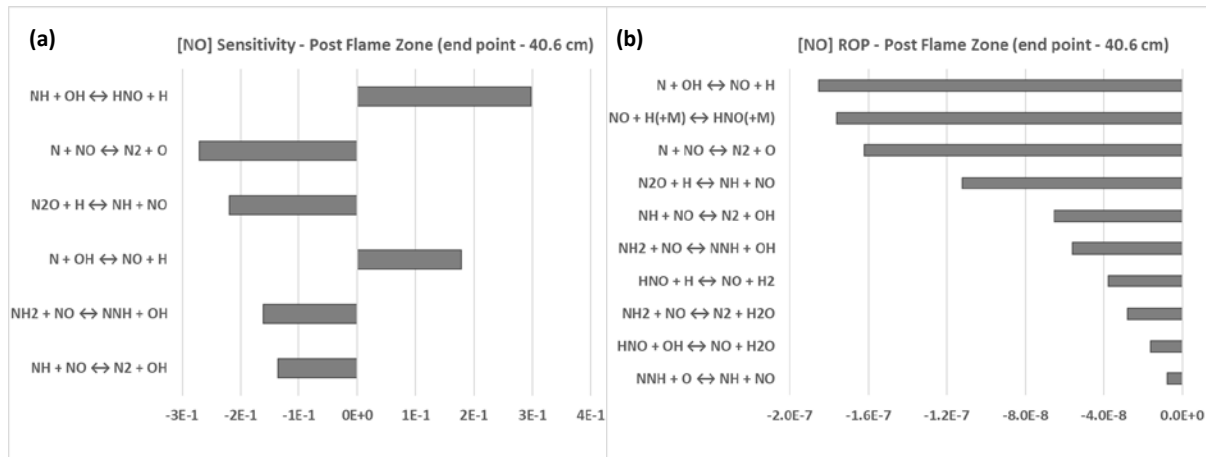 (a)
[NO] Sensitivity - Post Flame Zone (end point - 40.6 cm)
NH + OH ↔ HNO + H
N + NO ↔ N2 + O
N2O + H ↔ NH + NO
N + OH ↔ NO + H
NH2 + NO ↔ NNH + OH
NH + NO ↔ N2 + OH
-3E-1 -2E-1 -1E-1 0E+0 1E-1 2E-1 3E-1 4E-1
(b)
[NO] ROP - Post Flame Zone (end point - 40.6 cm)
N + OH ↔ NO + H
NO + H(+M) ↔ HNO(+M)
N + NO ↔ N2 + O
N2O + H ↔ NH + NO
NH + NO ↔ N2 + OH
NH2 + NO ↔ NNH + OH
HNO + H ↔ NO + H2
NH2 + NO ↔ N2 + H2O
HNO + OH ↔ NO + H2O
NNH + O ↔ NH + NO
-2.0E-7 -1.6E-7 -1.2E-7 -8.0E-8 -4.0E-8 0.0E+0